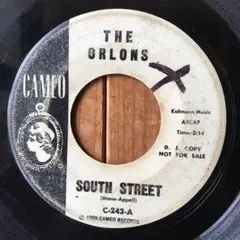 THE
ORLONS
CAMEO
Kalmann Music
ASCAP
Time: 2:14
D. J. COPY
NOT FOR SALE
SOUTH STREET
(Mann-Appell)
C-243-A
CAMEO RECORDS